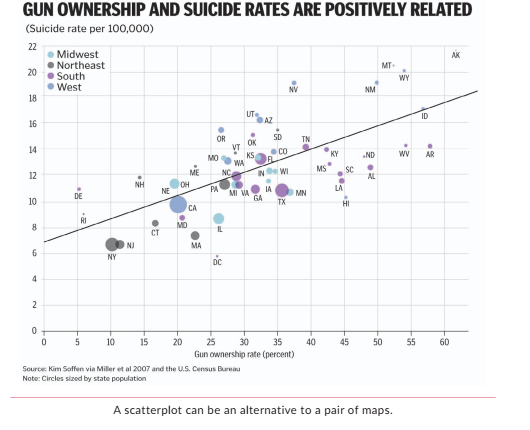 GUN OWNERSHIP AND SUICIDE RATES ARE POSITIVELY RELATED
(Suicide rate per 100,000)
22
20
18
16
14
12
10
8
6
4
2
0
Midwest
Northeast
South
West
AK
MT
WY
NV
NM
ID
UT
AZ
OR
SD
OK
TN
VT
CO
KY
ND
WV
AR
MO
WA
KS
FL
ME
NC
IN
WI
MS
SC
AL
NH
NE
OH
PA
MI
VA
IA
LA
DE
GA
TX
MN
HI
CA
RI
MD
IL
CT
NY
NJ
MA
DC
0 5 10 15 20 25 30 35 40 45 50 55 60
Gun ownership rate (percent)
Source: Kim Soffen via Miller et al 2007 and the U.S. Census Bureau
Note: Circles sized by state population
A scatterplot can be an alternative to a pair of maps.